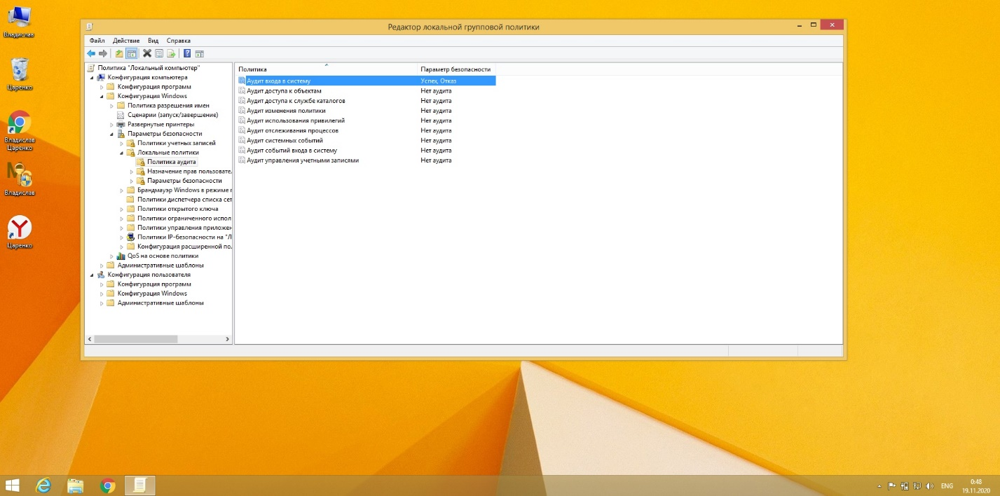 Владислав
Царенко
Владислав
Царенко
Владислав
Царенко
Редактор локальной групповой политики
Файл Действие Вид Справка
Политика "Локальный компьютер"
Конфигурация компьютера
Конфигурация программ
Конфигурация Windows
Политика разрешения имен
Сценарии (запуск/завершение)
Развернутые принтеры
Параметры безопасности
Политики учетных записей
Локальные политики
Политика аудита
Назначение прав пользовате
Параметры безопасности
Брандмауэр Windows в режиме г
Политики диспетчера списка сет
Политики открытого ключа
Политики ограниченного испол
Политики управления приложен
Политики IP-безопасности на "Л
Конфигурация расширенной по
QoS на основе политики
Административные шаблоны
Конфигурация пользователя
Конфигурация программ
Конфигурация Windows
Административные шаблоны
Политика Параметр безопасности
Аудит входа в систему Успех, Отказ
Аудит доступа к объектам Нет аудита
Аудит доступа к службе каталогов Нет аудита
Аудит изменения политики Нет аудита
Аудит использования привилегий Нет аудита
Аудит отслеживания процессов Нет аудита
Аудит системных событий Нет аудита
Аудит событий входа в систему Нет аудита
Аудит управления учетными записями Нет аудита
ENG
0:48
19.11.2020